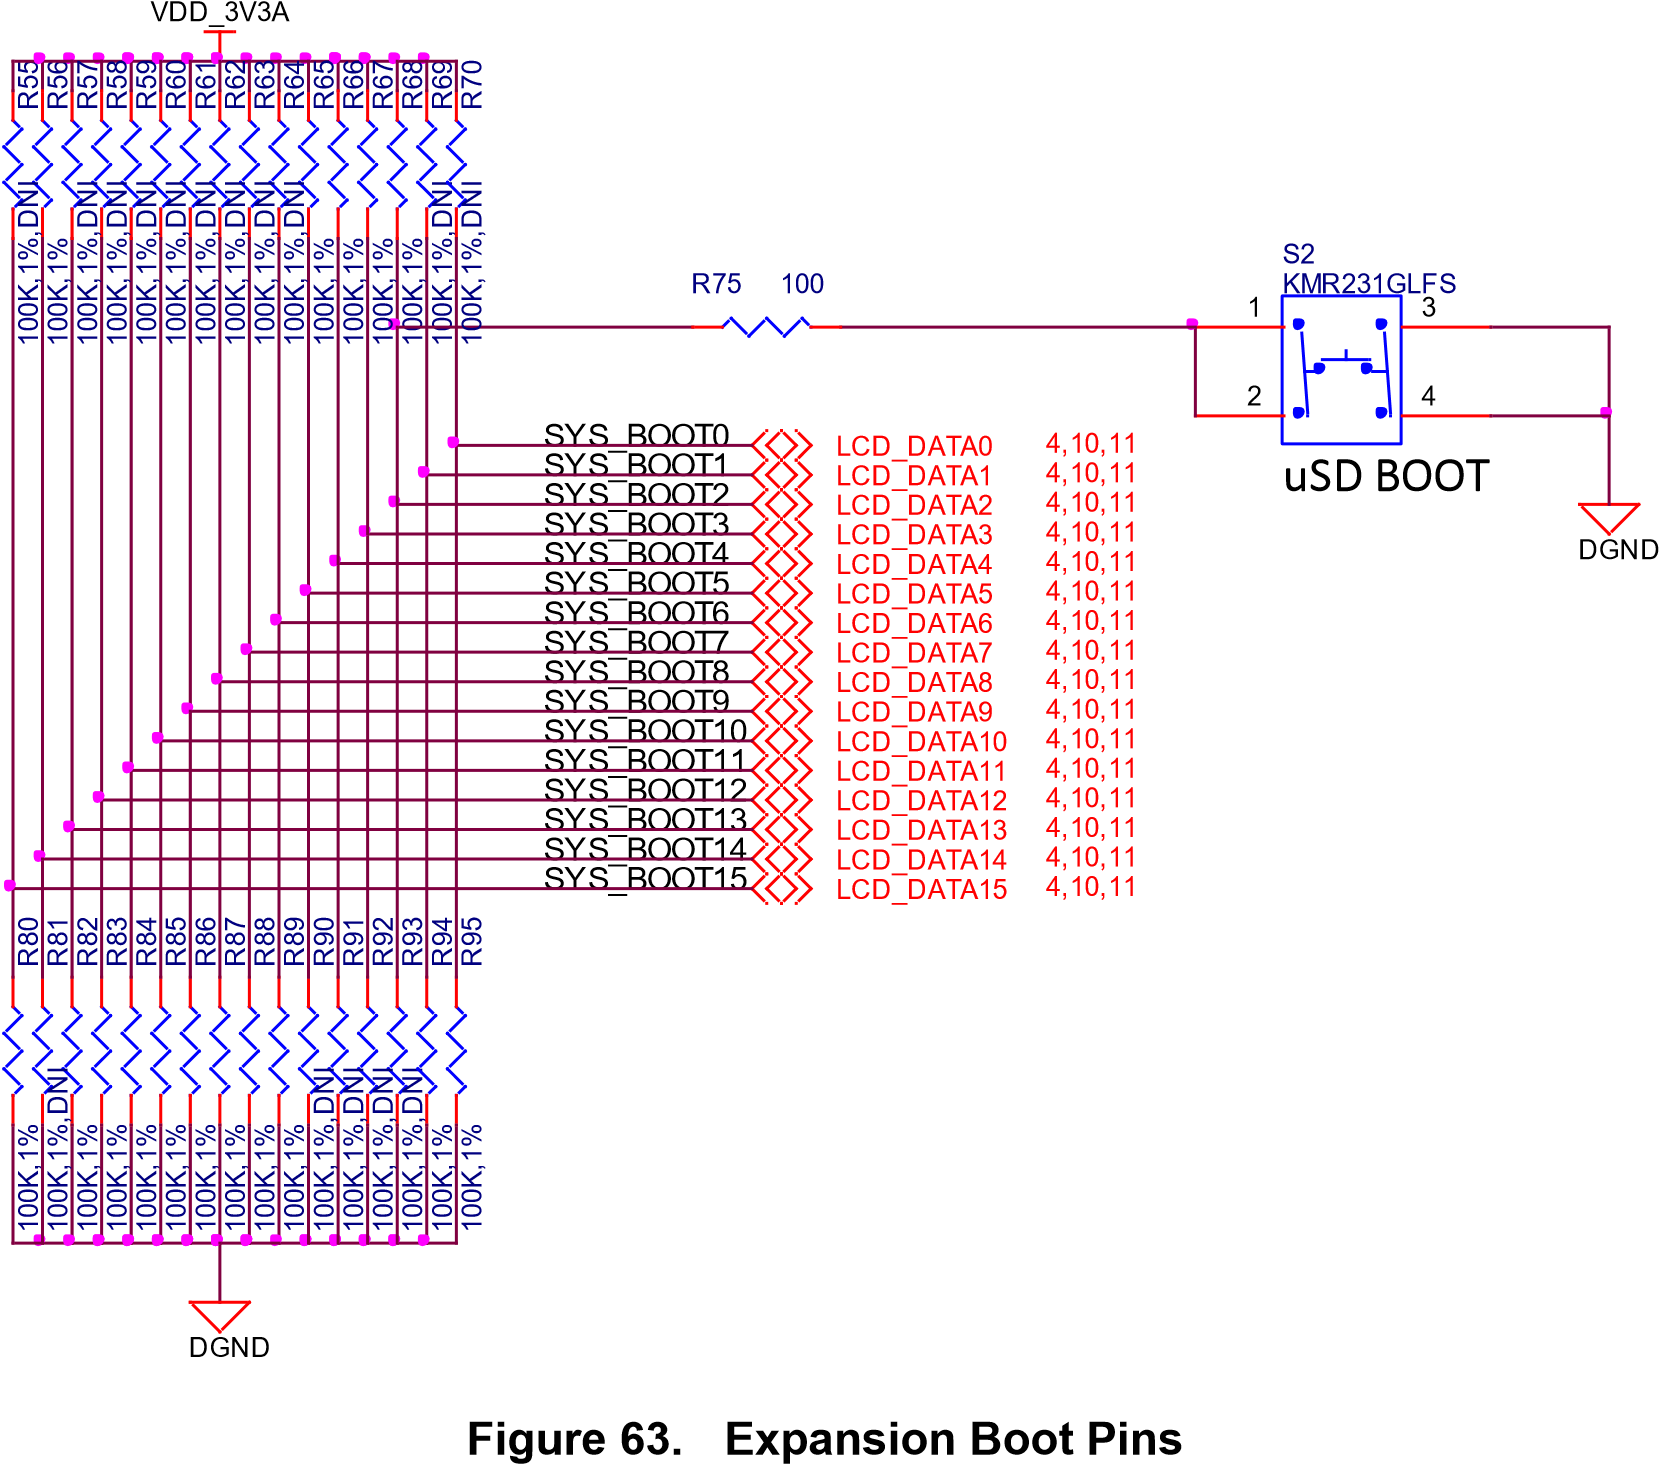 VDD_3V3A
R55
R56
R57
R58
R59
R60
R61
R62
R63
R64
R65
R66
R67
R68
R69
R70
100K,1%,DNI
100K,1%
100K,1%,DNI
100K,1%,DNI
100K,1%,DNI
100K,1%,DNI
100K,1%,DNI
100K,1%,DNI
100K,1%,DNI
100K,1%,DNI
100K,1%
100K,1%
100K,1%
100K,1%
100K,1%,DNI
100K,1%,DNI
R75 100
S2
KMR231GLFS
1 3
2 4
uSD BOOT
DGND
SYS_BOOT0 LCD_DATA0 4,10,11
SYS_BOOT1 LCD_DATA1 4,10,11
SYS_BOOT2 LCD_DATA2 4,10,11
SYS_BOOT3 LCD_DATA3 4,10,11
SYS_BOOT4 LCD_DATA4 4,10,11
SYS_BOOT5 LCD_DATA5 4,10,11
SYS_BOOT6 LCD_DATA6 4,10,11
SYS_BOOT7 LCD_DATA7 4,10,11
SYS_BOOT8 LCD_DATA8 4,10,11
SYS_BOOT9 LCD_DATA9 4,10,11
SYS_BOOT10 LCD_DATA10 4,10,11
SYS_BOOT11 LCD_DATA11 4,10,11
SYS_BOOT12 LCD_DATA12 4,10,11
SYS_BOOT13 LCD_DATA13 4,10,11
SYS_BOOT14 LCD_DATA14 4,10,11
SYS_BOOT15 LCD_DATA15 4,10,11
R80
R81
R82
R83
R84
R85
R86
R87
R88
R89
R90
R91
R92
R93
R94
R95
100K,1%
100K,1%,DNI
100K,1%
100K,1%
100K,1%
100K,1%
100K,1%
100K,1%
100K,1%
100K,1%
100K,1%,DNI
100K,1%,DNI
100K,1%,DNI
100K,1%,DNI
100K,1%
100K,1%
DGND
Figure 63. Expansion Boot Pins